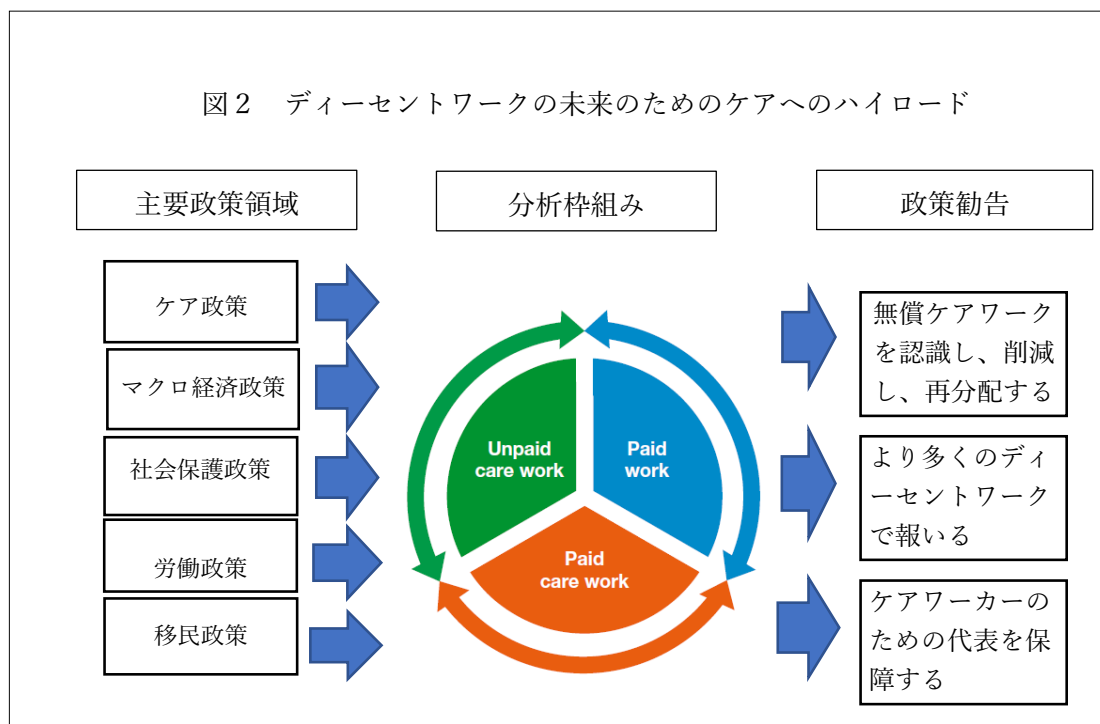 図２　ディーセントワークの未来のためのケアへのハイロード
主要政策領域
分析枠組み
政策勧告
ケア政策
マクロ経済政策
社会保護政策
労働政策
移民政策
Unpaid
care work
Paid
work
Paid
care work
無償ケアワーク
を認識し、削減
し、再分配する
より多くのディ
ーセントワーク
で報いる
ケアワーカーの
ための代表を保
障する